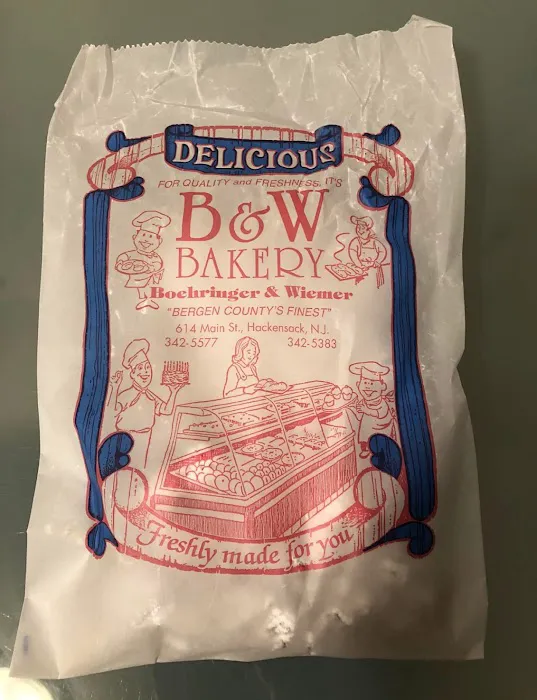 DELICIOUS
FOR QUALITY and FRESHNESS, IT'S
B & W
BAKERY
Boehringer & Wiemer
"BERGEN COUNTY'S FINEST"
614 Main St., Hackensack, N.J.
342-5577 342-5383
Freshly made for you